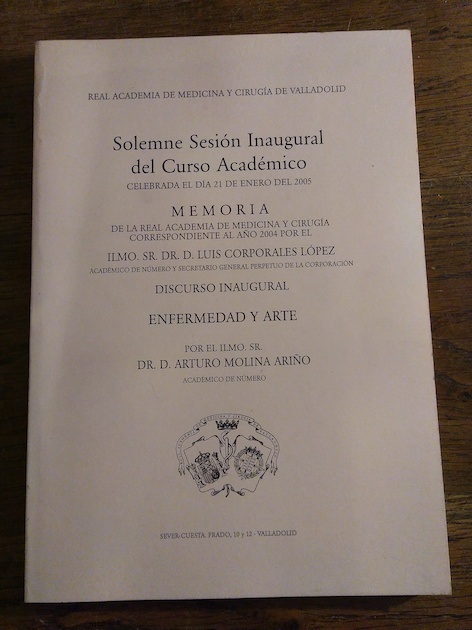 REAL ACADEMIA DE MEDICINA Y CIRUGÍA DE VALLADOLID
Solemne Sesión Inaugural
del Curso Académico
CELEBRADA EL DÍA 21 DE ENERO DEL 2005
MEMORIA
DE LA REAL ACADEMIA DE MEDICINA Y CIRUGÍA
CORRESPONDIENTE AL AÑO 2004 POR EL
ILMO. SR. DR. D. LUIS CORPORALES LÓPEZ
ACADÉMICO DE NÚMERO Y SECRETARIO GENERAL PERPETUO DE LA CORPORACIÓN
DISCURSO INAUGURAL
ENFERMEDAD Y ARTE
POR EL ILMO. SR.
DR. D. ARTURO MOLINA ARIÑO
ACADÉMICO DE NÚMERO
SEVER-CUESTA, PRADO, 10 y 12 - VALLADOLID